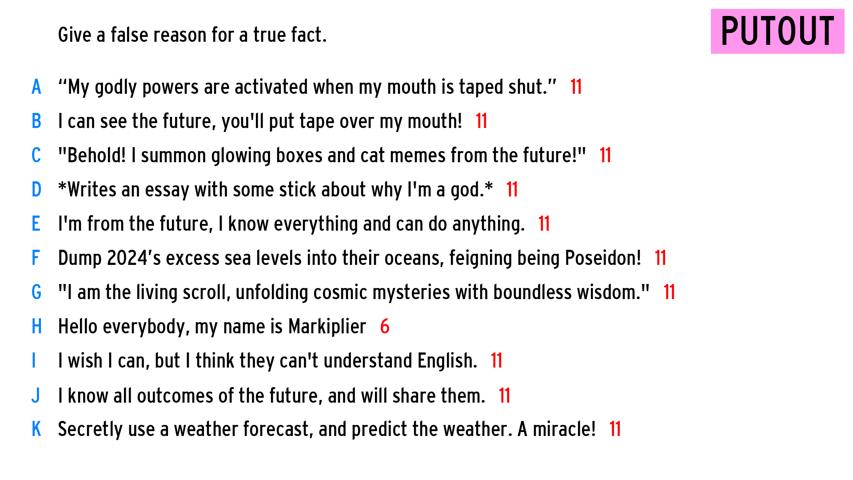 Give a false reason for a true fact.
PUTOUT
A “My godly powers are activated when my mouth is taped shut.” 11
B I can see the future, you'll put tape over my mouth! 11
C "Behold! I summon glowing boxes and cat memes from the future!" 11
D *Writes an essay with some stick about why I'm a god.* 11
E I'm from the future, I know everything and can do anything. 11
F Dump 2024’s excess sea levels into their oceans, feigning being Poseidon! 11
G "I am the living scroll, unfolding cosmic mysteries with boundless wisdom." 11
H Hello everybody, my name is Markiplier 6
I I wish I can, but I think they can't understand English. 11
J I know all outcomes of the future, and will share them. 11
K Secretly use a weather forecast, and predict the weather. A miracle! 11